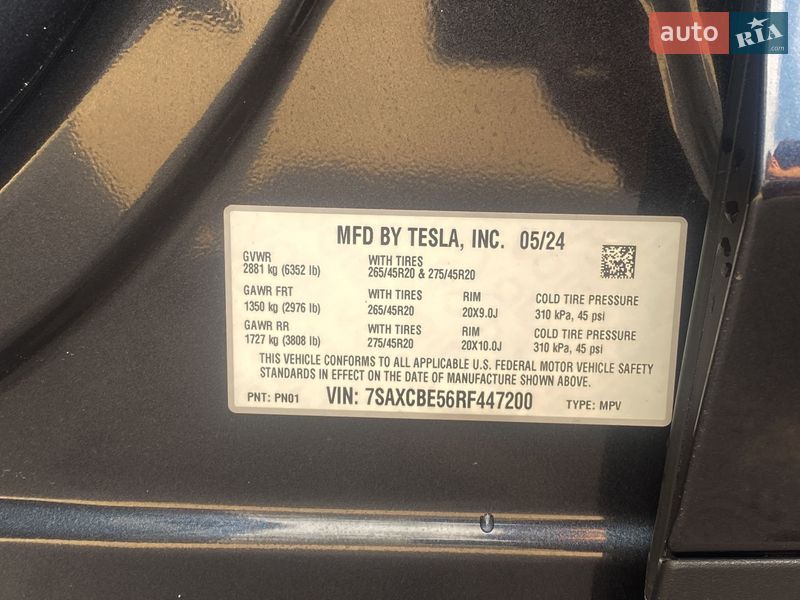 auto RIA .com
MFD BY TESLA, INC. 05/24
GVWR
2881 kg (6352 lb)
WITH TIRES
265/45R20 & 275/45R20
GAWR FRT
1350 kg (2976 lb)
WITH TIRES
265/45R20
RIM
20X9.0J
COLD TIRE PRESSURE
310 kPa, 45 psi
GAWR RR
1727 kg (3808 lb)
WITH TIRES
275/45R20
RIM
20X10.0J
COLD TIRE PRESSURE
310 kPa, 45 psi
THIS VEHICLE CONFORMS TO ALL APPLICABLE U.S. FEDERAL MOTOR VEHICLE SAFETY
STANDARDS IN EFFECT ON THE DATE OF MANUFACTURE SHOWN ABOVE.
PNT: PN01 VIN: 7SAXCBE56RF447200 TYPE: MPV